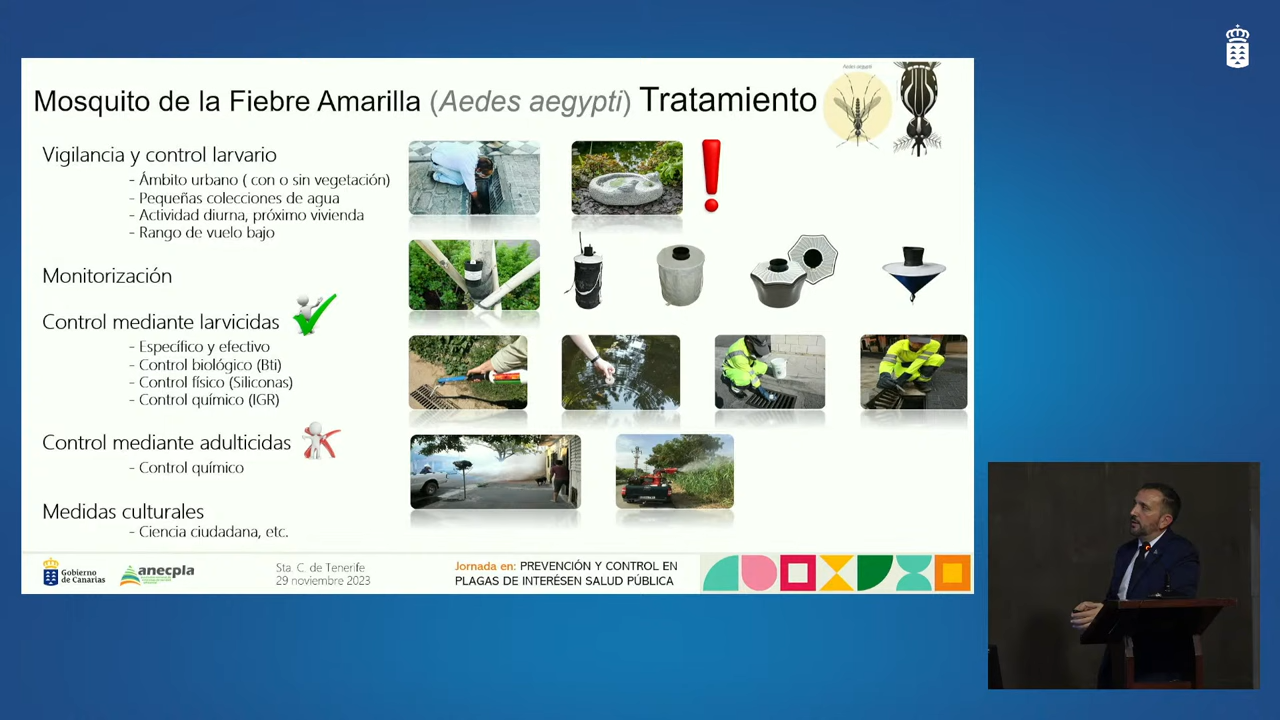 Aedes aegypti
Mosquito de la Fiebre Amarilla (Aedes aegypti) Tratamiento
Vigilancia y control larvario
- Ámbito urbano ( con o sin vegetación)
- Pequeñas colecciones de agua
- Actividad diurna, próximo vivienda
- Rango de vuelo bajo
Monitorización
Control mediante larvicidas
- Específico y efectivo
- Control biológico (Bti)
- Control físico (Siliconas)
- Control químico (IGR)
Control mediante adulticidas
- Control químico
Medidas culturales
- Ciencia ciudadana, etc.
Gobierno
de Canarias
anecpla
Sta C. de Tenerife
29 noviembre 2023
Jornada en: PREVENCIÓN Y CONTROL EN
PLAGAS DE INTERÉSEN SALUD PÚBLICA